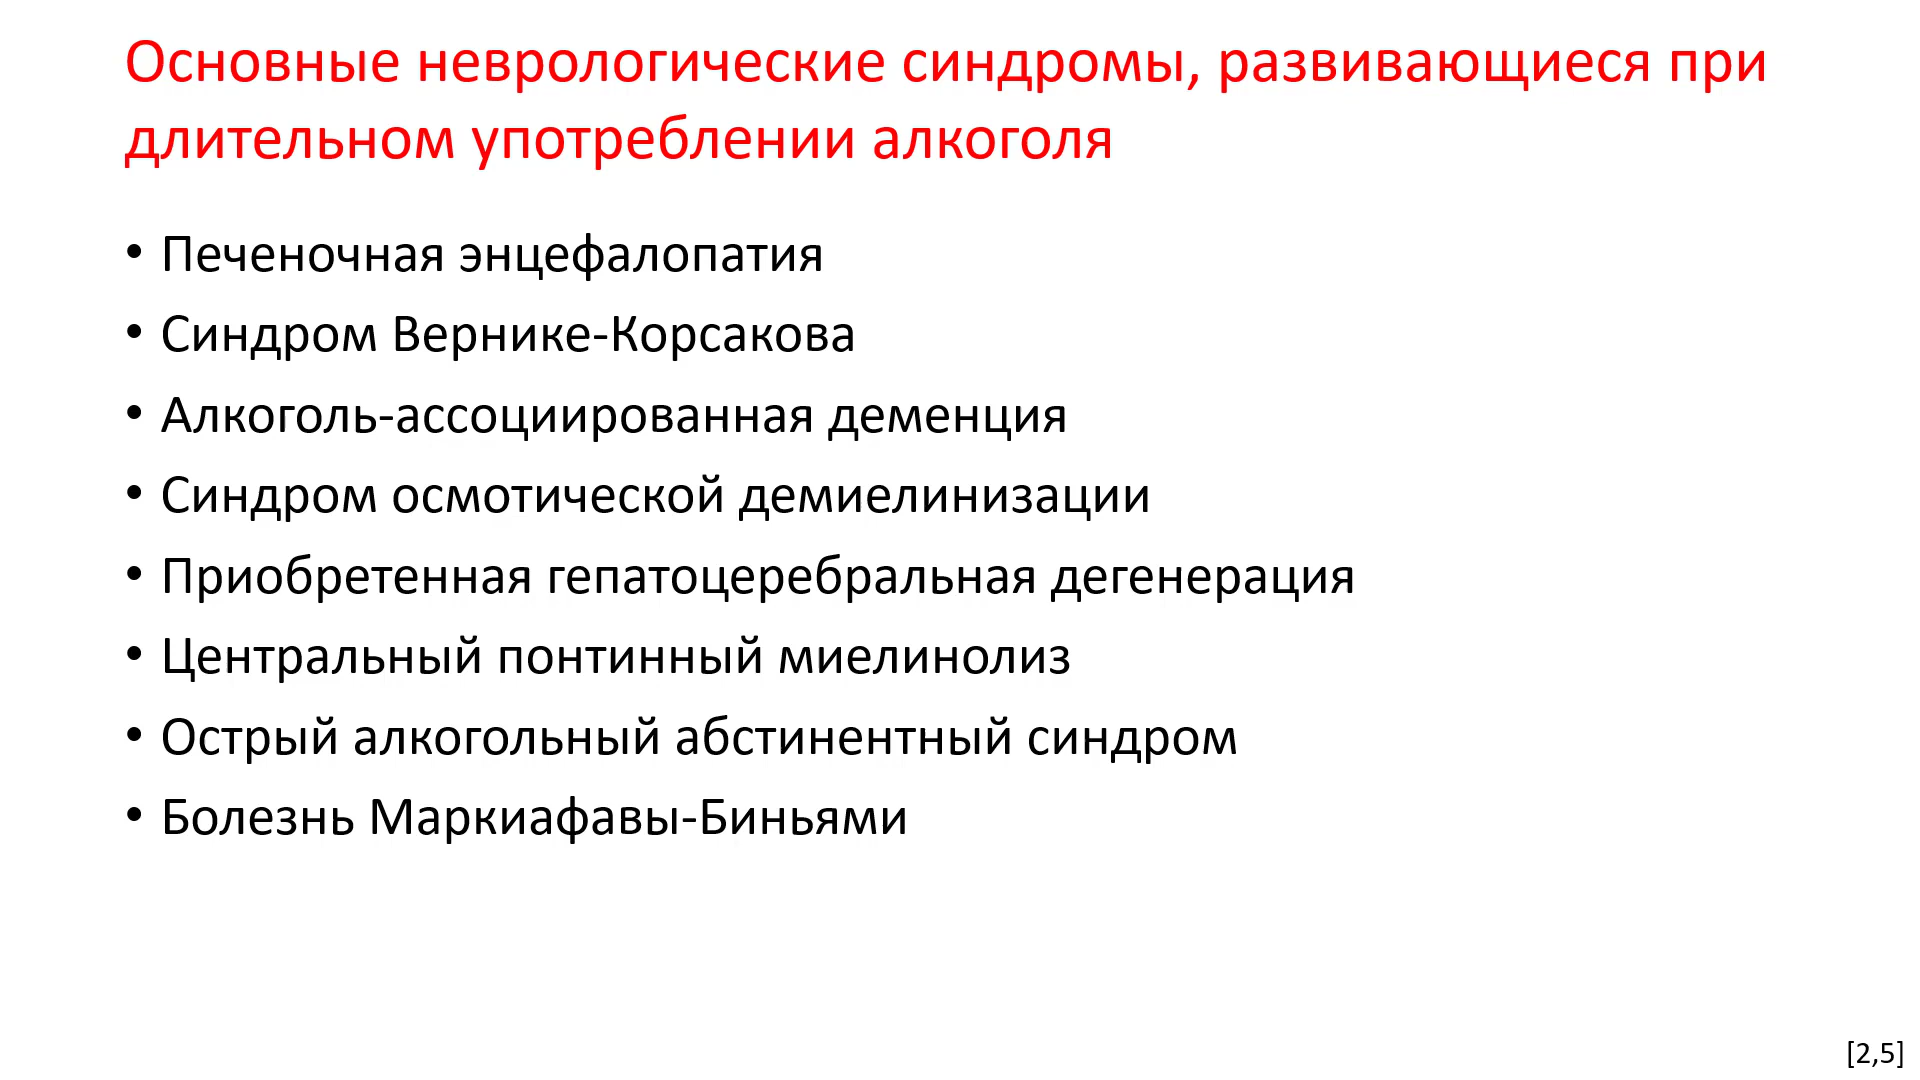 Основные неврологические синдромы, развивающиеся при
длительном употреблении алкоголя
• Печеночная энцефалопатия
• Синдром Вернике-Корсакова
• Алкоголь-ассоциированная деменция
• Синдром осмотической демиелинизации
• Приобретенная гепатоцеребральная дегенерация
• Центральный понтинный миелинолиз
• Острый алкогольный абстинентный синдром
• Болезнь Маркиафавы-Биньями
[2,5]